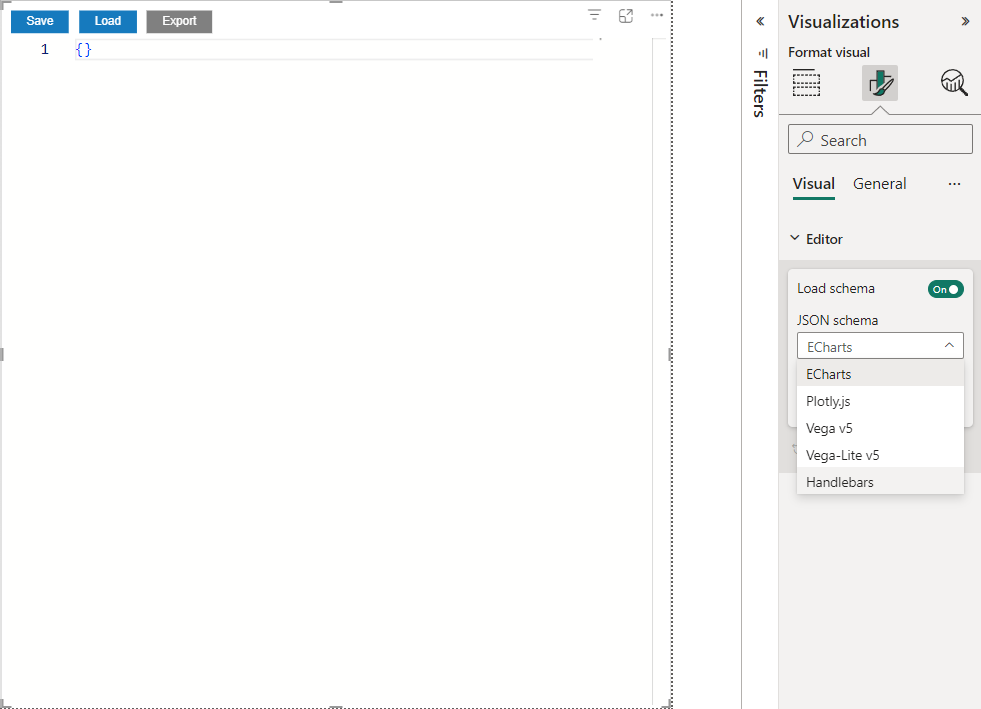 Save Load Export
1 {}
Filters
Visualizations
Format visual
Search
Visual General
Editor
Load schema On
JSON schema
ECharts
ECharts
Plotly.js
Vega v5
Vega-Lite v5
Handlebars